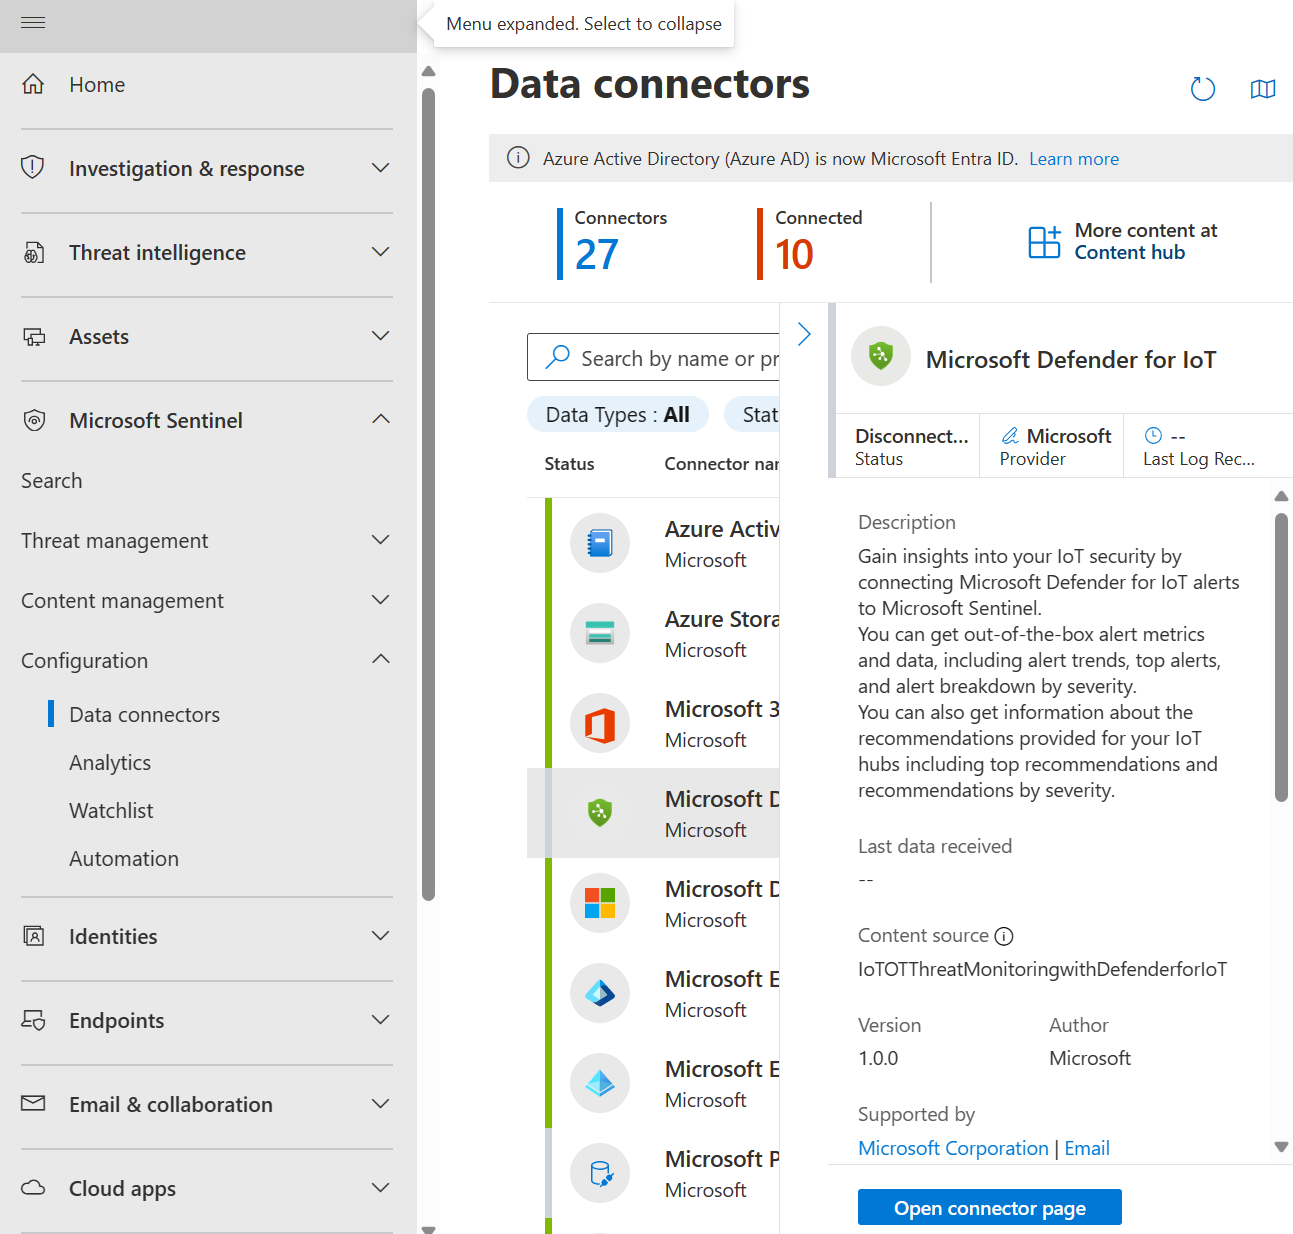 Menu expanded. Select to collapse
Home
Investigation & response
Threat intelligence
Assets
Microsoft Sentinel
Search
Threat management
Content management
Configuration
Data connectors
Analytics
Watchlist
Automation
Identities
Endpoints
Email & collaboration
Cloud apps
Data connectors
Azure Active Directory (Azure AD) is now Microsoft Entra ID. Learn more
Connectors
27
Connected
10
More content at
Content hub
Search by name or pr
Data Types : All
Stat
Status
Connector nar
Azure Activ
Microsoft
Azure Stora
Microsoft
Microsoft 3
Microsoft
Microsoft D
Microsoft
Microsoft D
Microsoft
Microsoft E
Microsoft
Microsoft E
Microsoft
Microsoft P
Microsoft
Microsoft Defender for IoT
Disconnect...
Status
Microsoft
Provider
--
Last Log Rec...
Description
Gain insights into your IoT security by
connecting Microsoft Defender for IoT alerts
to Microsoft Sentinel.
You can get out-of-the-box alert metrics
and data, including alert trends, top alerts,
and alert breakdown by severity.
You can also get information about the
recommendations provided for your IoT
hubs including top recommendations and
recommendations by severity.
Last data received
--
Content source
IoTOTThreatMonitoringwithDefenderforIoT
Version
1.0.0
Author
Microsoft
Supported by
Microsoft Corporation | Email
Open connector page